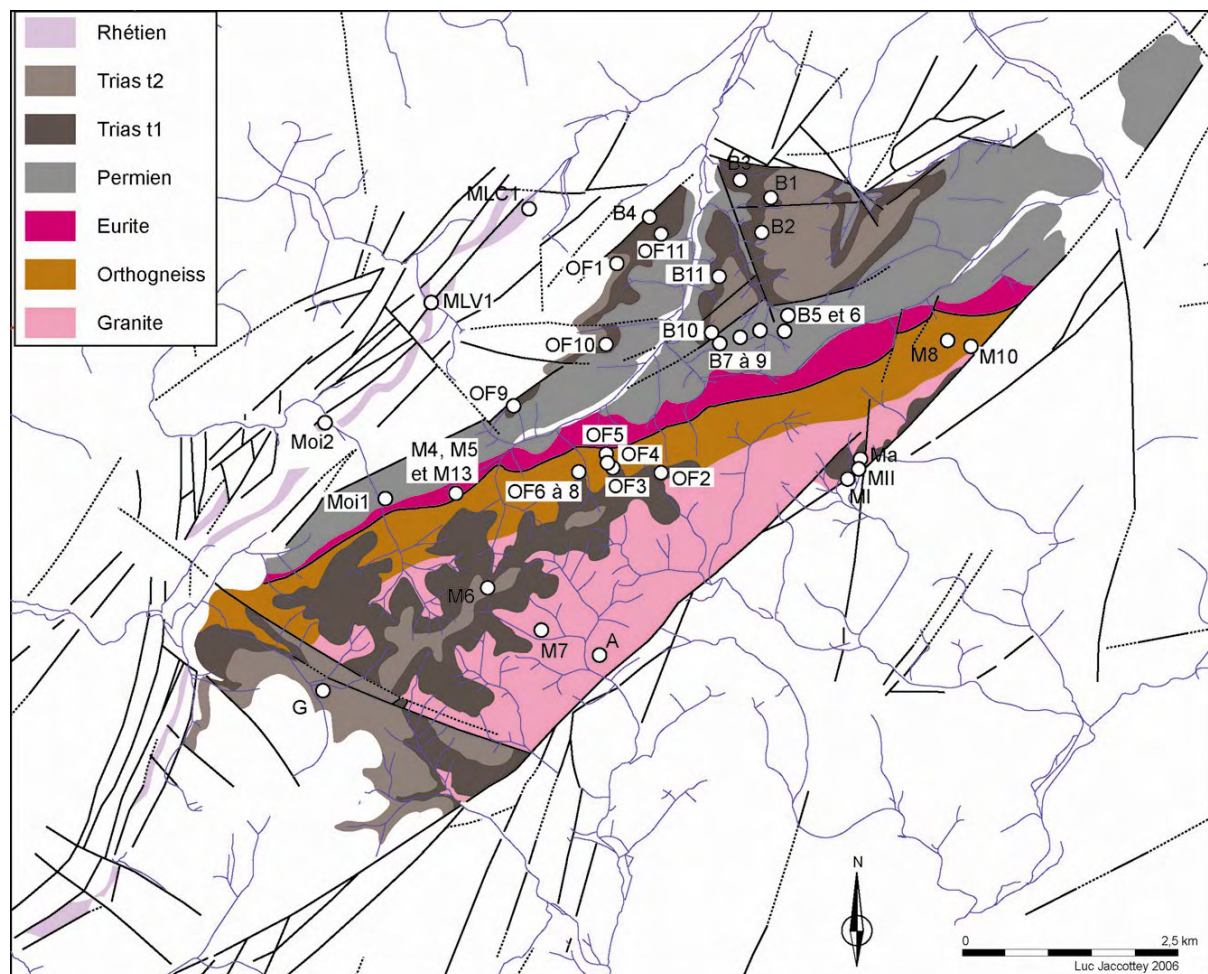 Rhétien
Trias t2
Trias t1
Permien
Eurite
Orthogneiss
Granite
B3
B1
MLC1
B4
B2
OF11
OF1
B11
MLV1
B5 et 6
B10
OF10
B7 à 9
M8
M10
OF9
Moi2
OF5
M4, M5
et M13
OF4
Ma
MII
Moi1
OF6 à 8
OF3
OF2
MI
M6
M7
A
G
N
0
2,5 km
Luc Jaccottey 2006